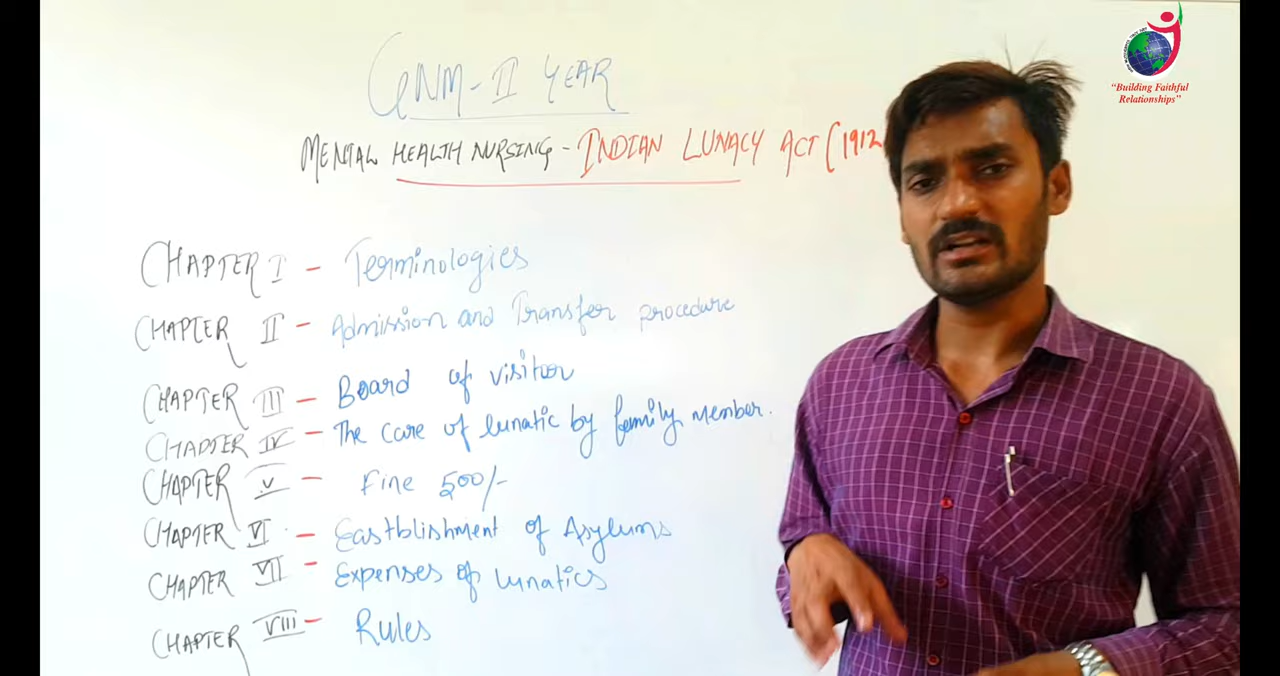 GNM-II YEAR
MENTAL HEALTH NURSING - INDIAN LUNACY ACT (1912
CHAPTER I - Terminologies
CHAPTER II - Admission and Transfer procedure
CHAPTER III - Board of visitor
CHAPTER IV - The care of lunatic by family member.
CHAPTER V - Fine 500/-
CHAPTER VI - Eastblishment of Asylums
CHAPTER VII - Expenses of lunatics
CHAPTER VIII - Rules
"Building Faithful
Relationships"